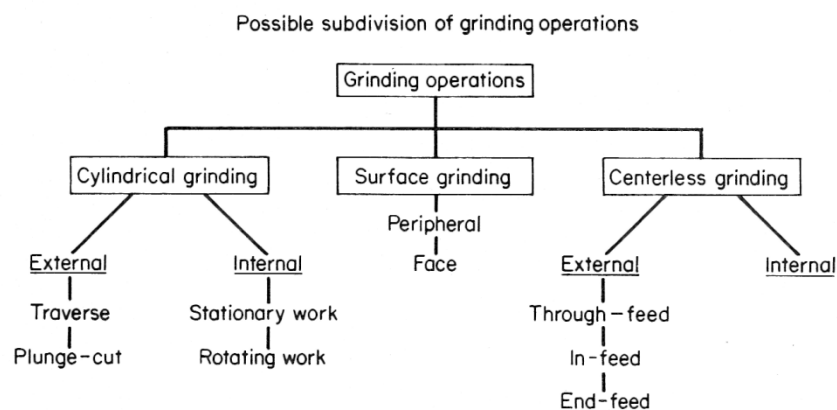 Possible subdivision of grinding operations
Grinding operations
Cylindrical grinding
Surface grinding
Centerless grinding
Peripheral
External
Internal
Face
External
Internal
Traverse
Stationary work
Through-feed
Plunge-cut
Rotating work
In-feed
End-feed